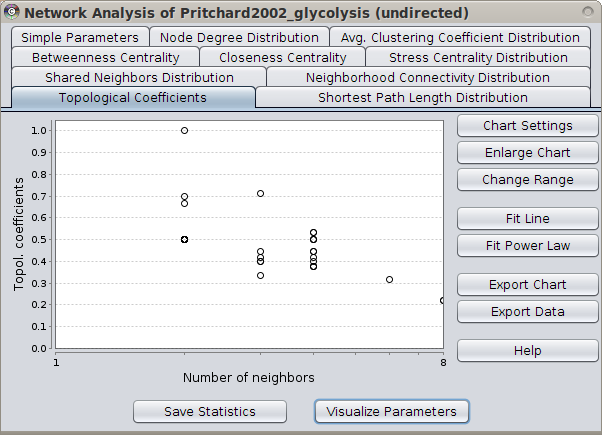 Network Analysis of Pritchard2002_glycolysis (undirected)
Simple Parameters Node Degree Distribution Avg. Clustering Coefficient Distribution
Betweenness Centrality Closeness Centrality Stress Centrality Distribution
Shared Neighbors Distribution Neighborhood Connectivity Distribution
Topological Coefficients Shortest Path Length Distribution
Topol. coefficients
1.0
0.9
0.8
0.7
0.6
0.5
0.4
0.3
0.2
0.1
0.0
1 8
Number of neighbors
Chart Settings
Enlarge Chart
Change Range
Fit Line
Fit Power Law
Export Chart
Export Data
Help
Save Statistics Visualize Parameters